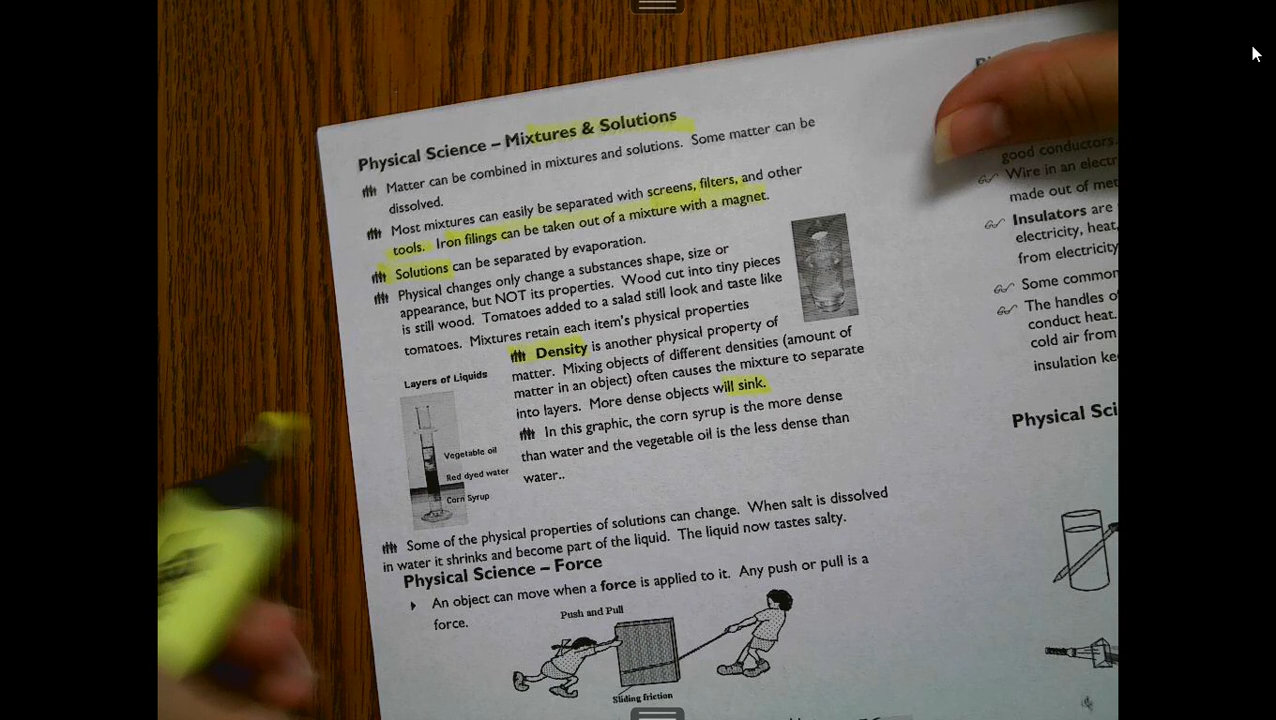 Physical Science – Mixtures & Solutions
Matter can be combined in mixtures and solutions. Some matter can be
dissolved.
Most mixtures can easily be separated with screens, filters, and other
tools. Iron filings can be taken out of a mixture with a magnet.
Solutions can be separated by evaporation.
Physical changes only change a substances shape, size or
appearance, but NOT its properties. Wood cut into tiny pieces
is still wood. Tomatoes added to a salad still look and taste like
tomatoes. Mixtures retain each item's physical properties
Density is another physical property of
matter. Mixing objects of different densities (amount of
matter in an object) often causes the mixture to separate
into layers. More dense objects will sink.
In this graphic, the corn syrup is the more dense
than water and the vegetable oil is the less dense than
water..
Layers of Liquids
Vegetable oil
Red dyed water
Corn Syrup
Some of the physical properties of solutions can change. When salt is dissolved
in water it shrinks and become part of the liquid. The liquid now tastes salty.
Physical Science – Force
An object can move when a force is applied to it. Any push or pull is a
force.
Push and Pull
Sliding friction
good conductors.
Wire in an electr
made out of met
Insulators are
electricity, heat,
from electricity
Some common
The handles of
conduct heat.
cold air from
insulation ke
Physical Sci